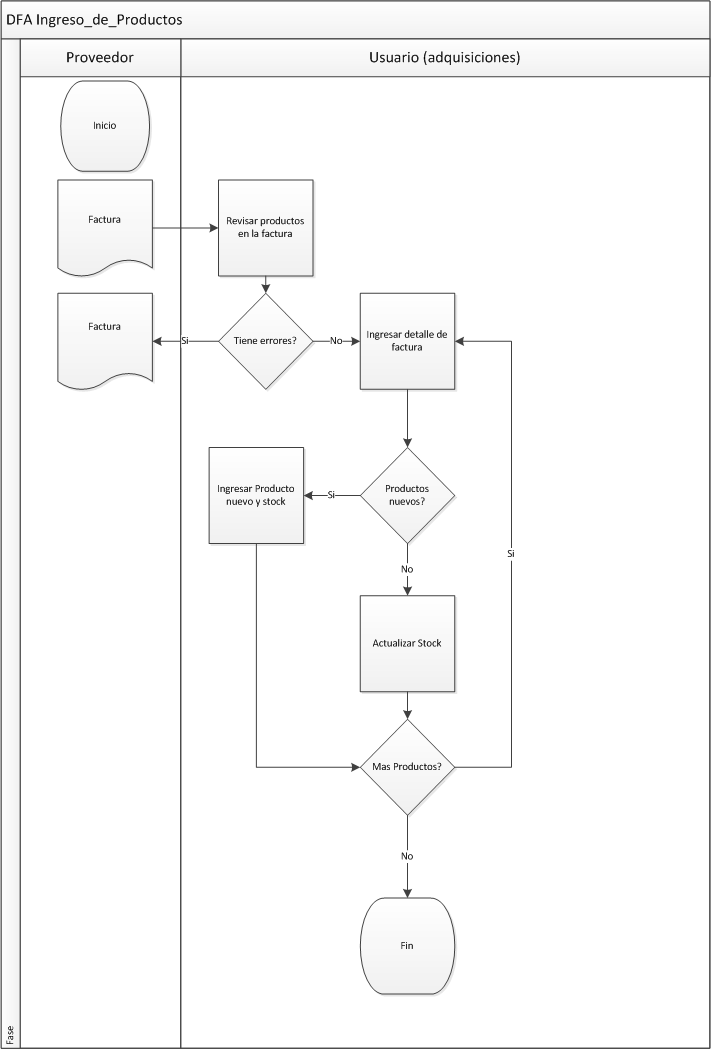 DFA Ingreso_de_Productos
Proveedor
Usuario (adquisiciones)
Inicio
Factura
Revisar productos
en la factura
Factura
Si
Tiene errores?
No
Ingresar detalle de
factura
Ingresar Producto
nuevo y stock
Si
Productos
nuevos?
Si
No
Actualizar Stock
Mas Productos?
No
Fin
Fase